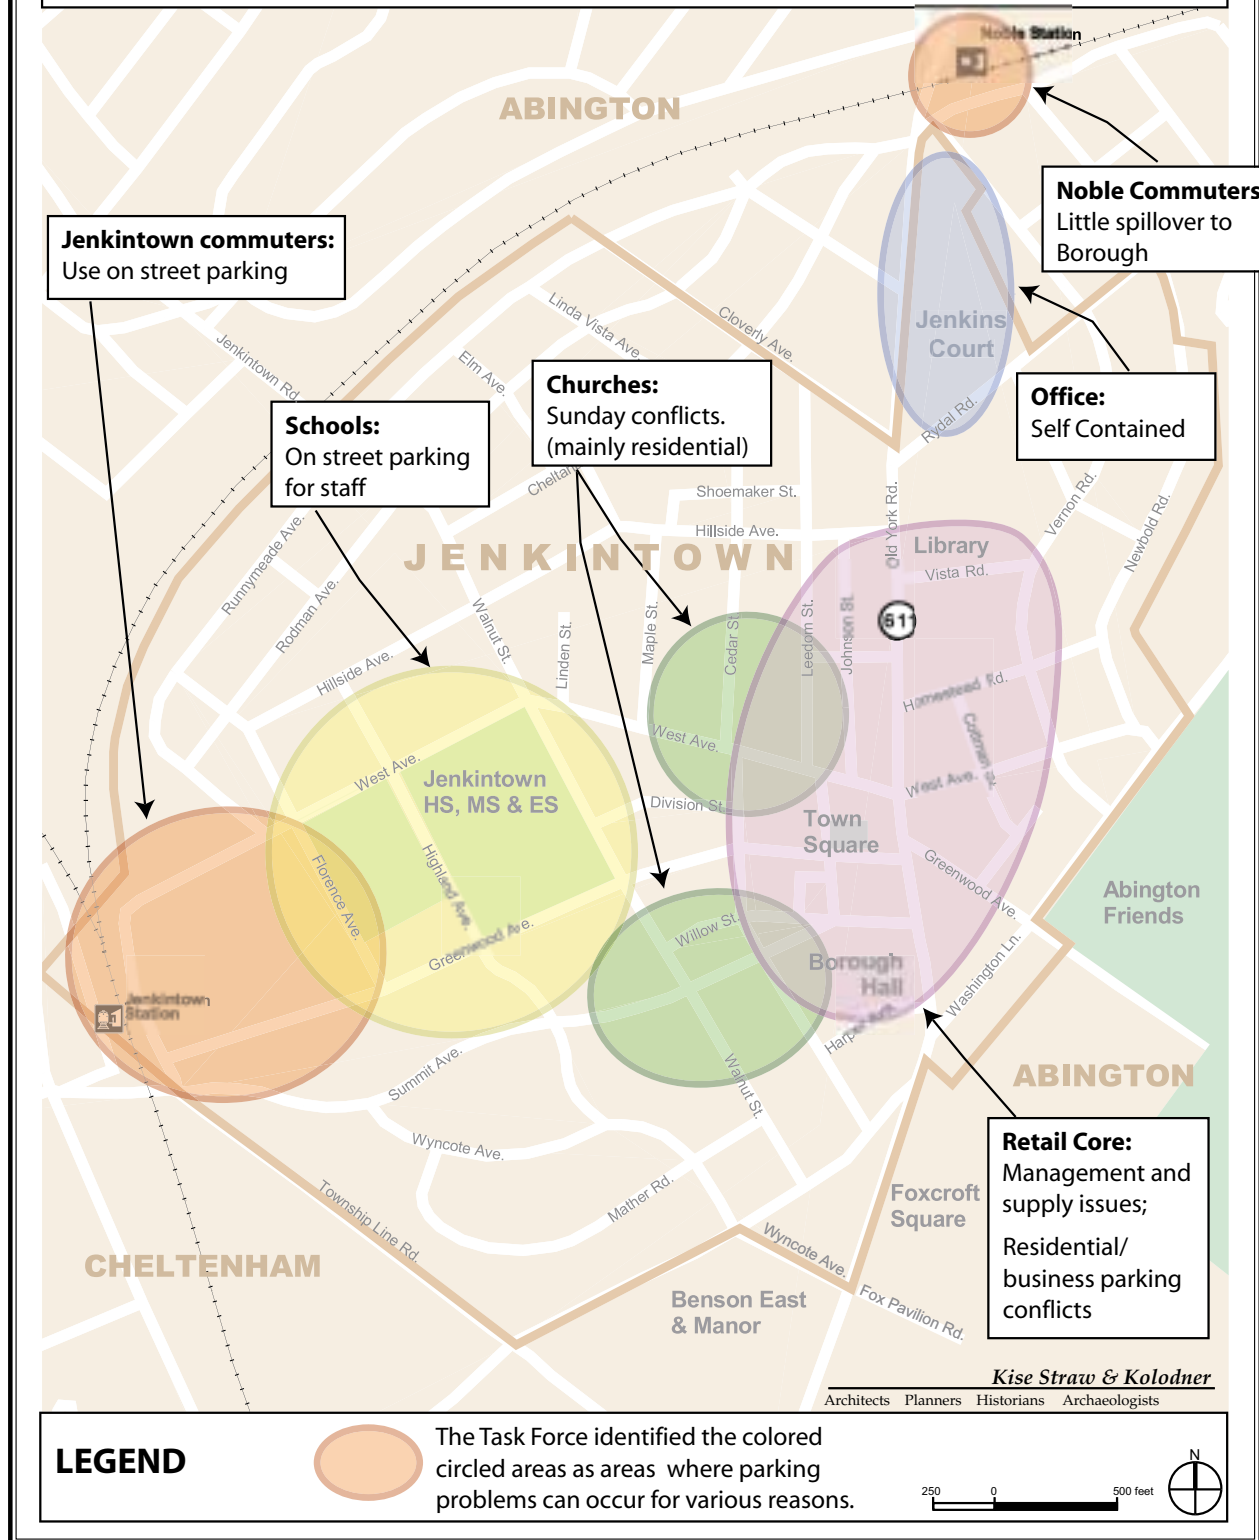 Noble Station
ABINGTON
Noble Commuters
Little spillover to
Borough
Jenkintown commuters:
Use on street parking
Jenkins
Court
Linda Vista Ave.
Cloverly Ave.
Jenkintown Rd.
Elm Ave.
Churches:
Sunday conflicts.
(mainly residential)
Office:
Self Contained
Rydal Rd.
Schools:
On street parking
for staff
Shoemaker St.
Hillside Ave.
Old York Rd.
Vernon Rd.
Newbold Rd.
JENKINTOWN
Library
Vista Rd.
Runnymeade Ave.
Rodman Ave.
Walnut St.
Linden St.
Maple St.
Cedar St.
Leedom St.
Johnson St.
611
Hillside Ave.
Homestead Rd.
West Ave.
West Ave.
West Ave.
Jenkintown
HS, MS & ES
Division St.
Town
Square
Florence Ave.
Highland Ave.
Greenwood Ave.
Greenwood Ave.
Abington
Friends
Willow St.
Borough
Hall
Washington Ln.
Jenkintown
Station
Summit Ave.
Walnut St.
ABINGTON
Wyncote Ave.
Retail Core:
Management and
supply issues;
Residential/
business parking
conflicts
Township Line Rd.
Mather Rd.
Foxcroft
Square
Wyncote Ave.
CHELTENHAM
Benson East
& Manor
Fox Pavilion Rd.
Kise Straw & Kolodner
Architects Planners Historians Archaeologists
LEGEND
The Task Force identified the colored
circled areas as areas where parking
problems can occur for various reasons.
250 0 500 feet
N